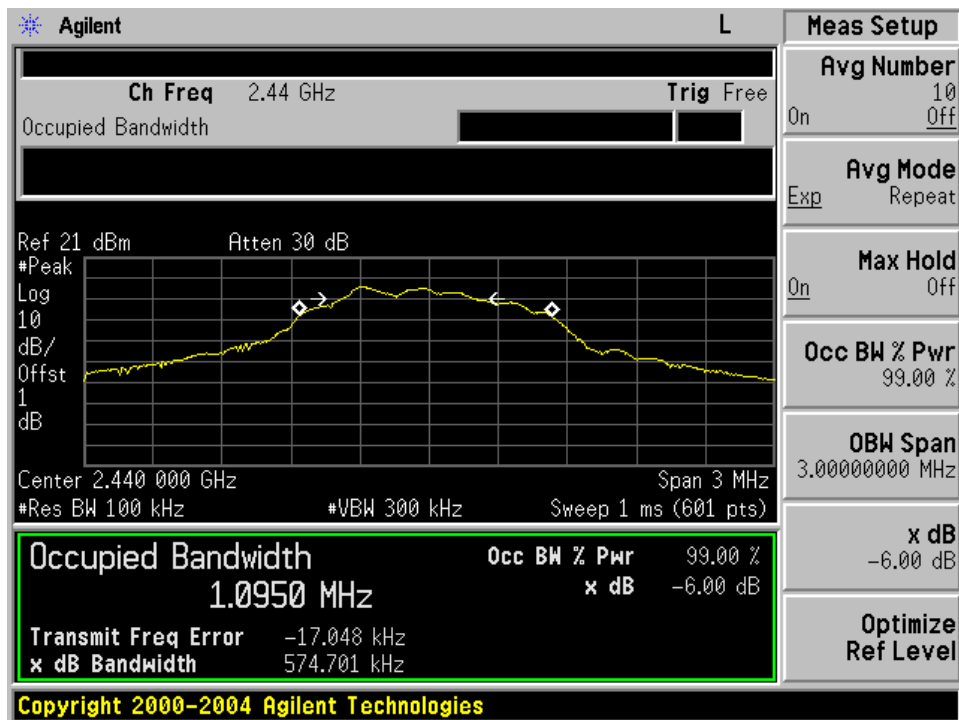 Agilent L Meas Setup
Ch Freq 2.44 GHz Trig Free
Occupied Bandwidth
Ref 21 dBm Atten 30 dB
#Peak
Log
10
dB/
Offst
1
dB
Center 2.440 000 GHz Span 3 MHz
#Res BW 100 kHz #VBW 300 kHz Sweep 1 ms (601 pts)
Occupied Bandwidth Occ BW % Pwr 99.00 %
1.0950 MHz x dB -6.00 dB
Transmit Freq Error -17.048 kHz
x dB Bandwidth 574.701 kHz
Avg Number
10
On Off
Avg Mode
Exp Repeat
Max Hold
On Off
Occ BW % Pwr
99.00 %
OBW Span
3.00000000 MHz
x dB
-6.00 dB
Optimize
Ref Level
Copyright 2000-2004 Agilent Technologies